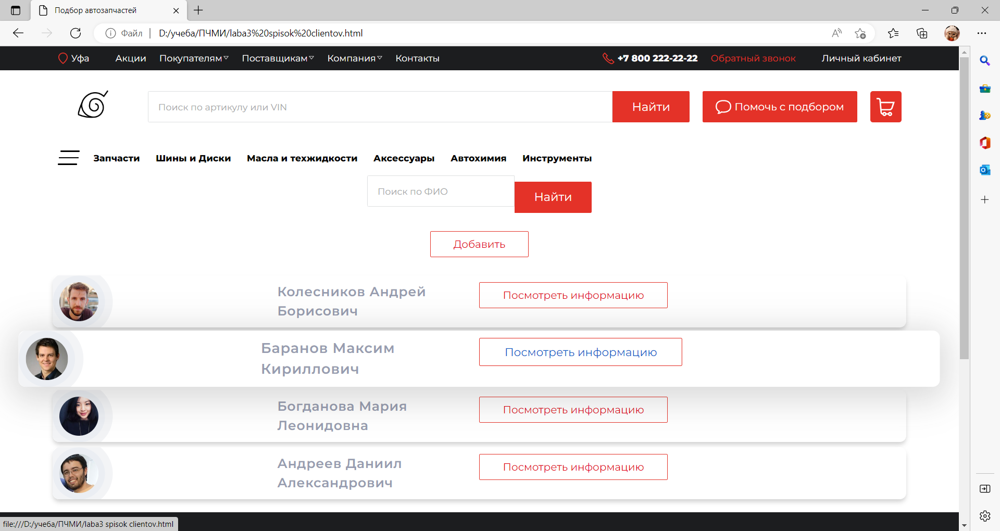 Подбор автозапчастей
Файл
D:/учеба/ПЧМИ/laba3%20spisok%20clientov.html
Уфа
Акции
Покупателям
Поставщикам
Компания
Контакты
+7 800 222-22-22
Обратный звонок
Личный кабинет
Поиск по артикулу или VIN
Найти
Помочь с подбором
Запчасти
Шины и Диски
Масла и техжидкости
Аксессуары
Автохимия
Инструменты
Поиск по ФИО
Найти
Добавить
Колесников Андрей
Борисович
Посмотреть информацию
Баранов Максим
Кириллович
Посмотреть информацию
Богданова Мария
Леонидовна
Посмотреть информацию
Андреев Даниил
Александрович
Посмотреть информацию
file:///D:/учеба/ПЧМИ/laba3 spisok clientov.html